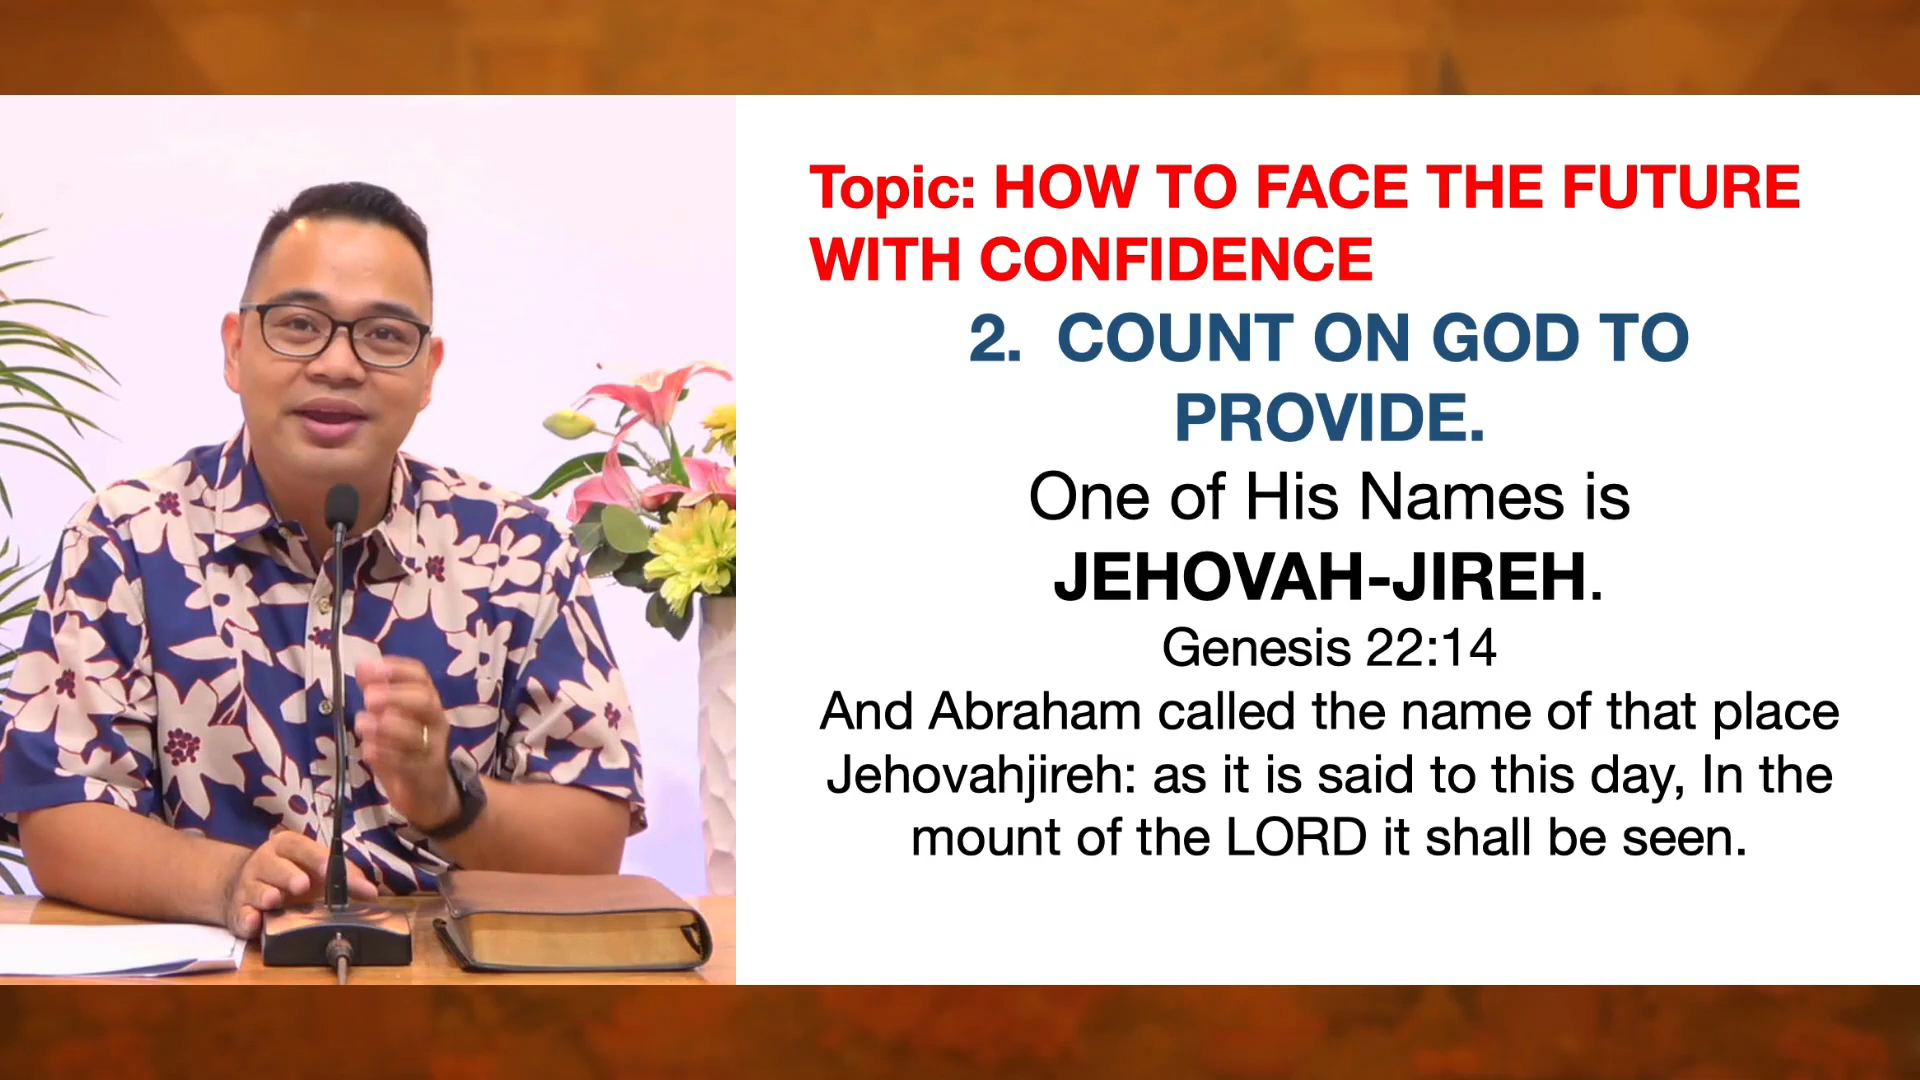 Topic: HOW TO FACE THE FUTURE
WITH CONFIDENCE
2. COUNT ON GOD TO
PROVIDE.
One of His Names is
JEHOVAH-JIREH.
Genesis 22:14
And Abraham called the name of that place
Jehovahjireh: as it is said to this day, In the
mount of the LORD it shall be seen.